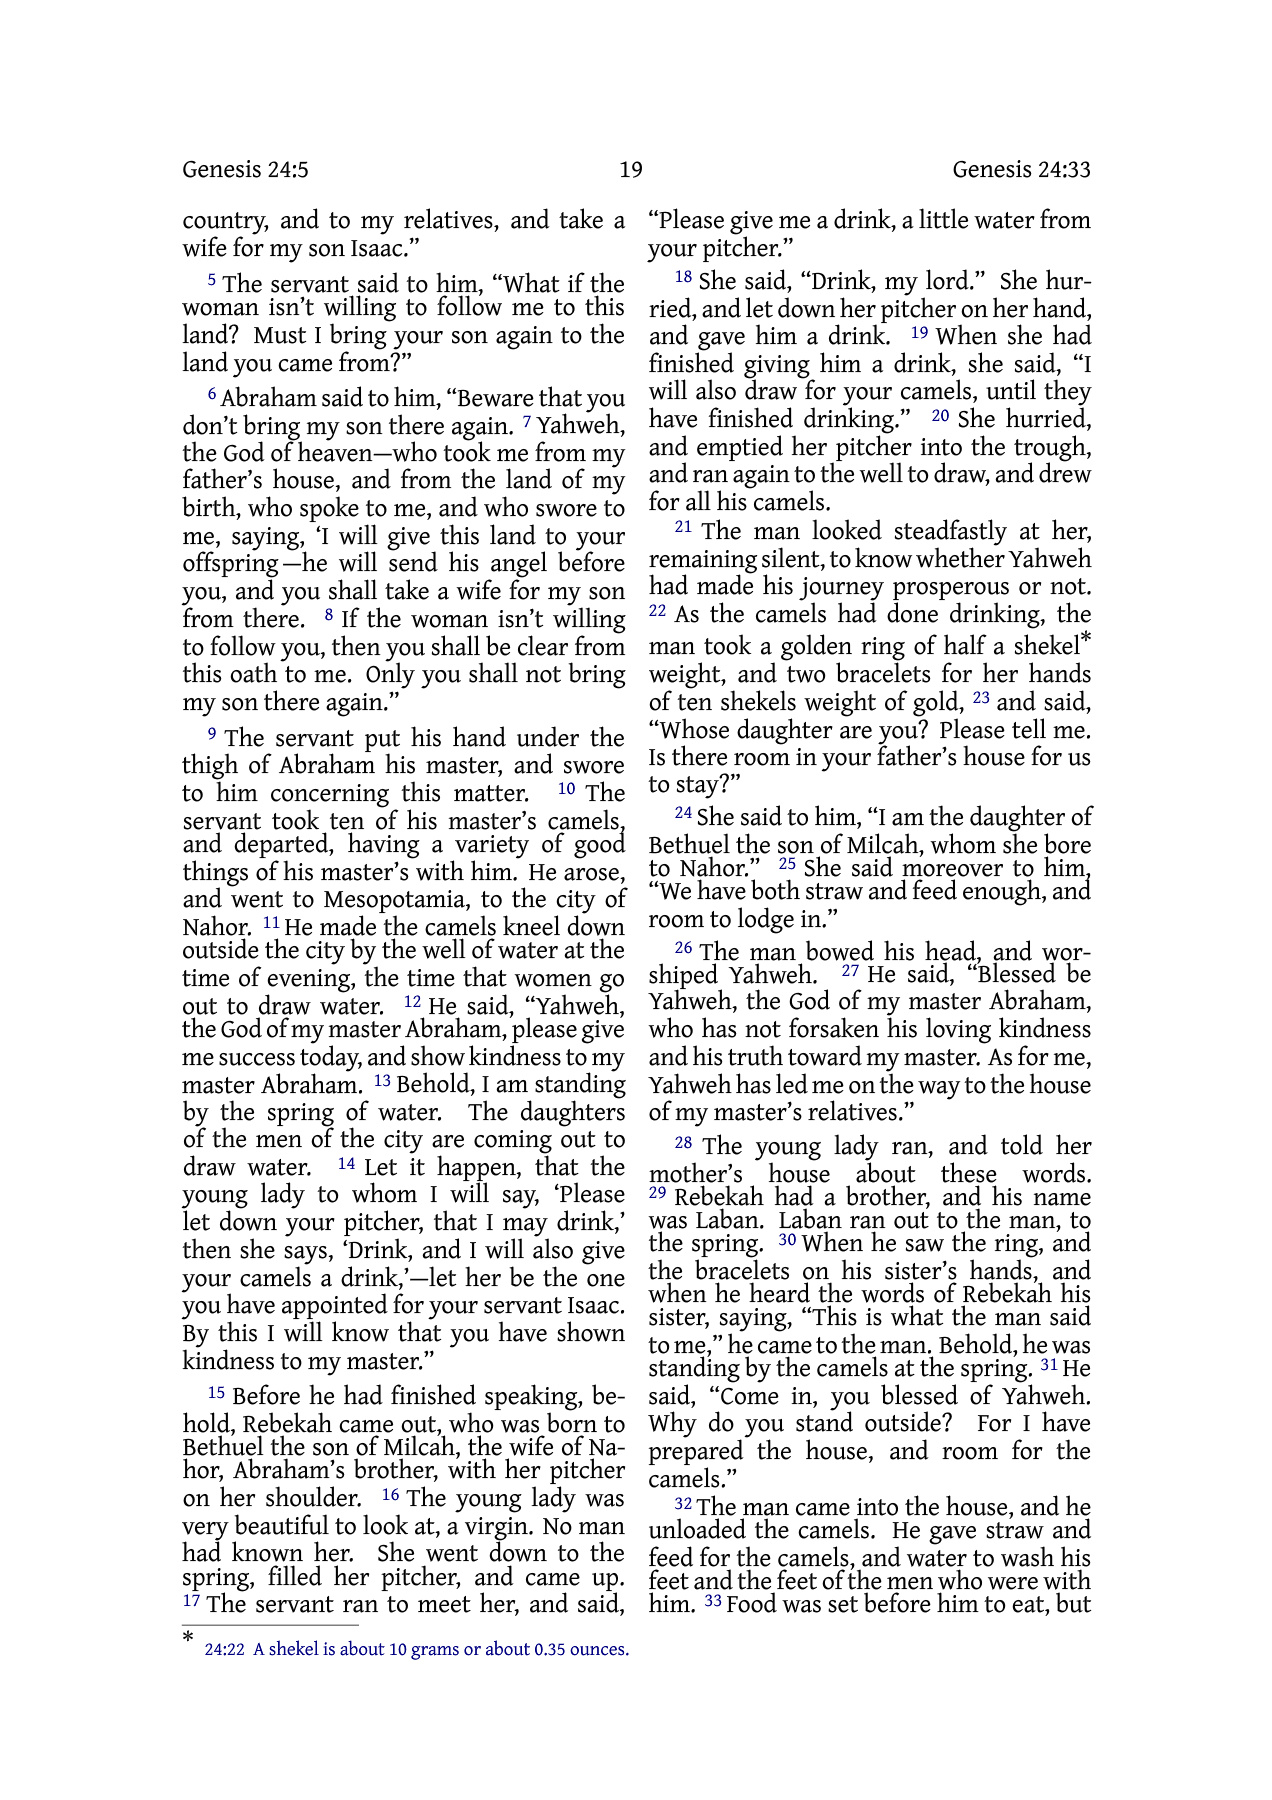 Genesis 24:5
19
Genesis 24:33
country, and to my relatives, and take a
wife for my son Isaac.”
5 The servant said to him, “What if the
woman isn’t willing to follow me to this
land? Must I bring your son again to the
land you came from?”
6 Abraham said to him, “Beware that you
don’t bring my son there again. 7 Yahweh,
the God of heaven—who took me from my
father’s house, and from the land of my
birth, who spoke to me, and who swore to
me, saying, ‘I will give this land to your
offspring—he will send his angel before
you, and you shall take a wife for my son
from there. 8 If the woman isn’t willing
to follow you, then you shall be clear from
this oath to me. Only you shall not bring
my son there again.”
9 The servant put his hand under the
thigh of Abraham his master, and swore
to him concerning this matter. 10 The
servant took ten of his master’s camels,
and departed, having a variety of good
things of his master’s with him. He arose,
and went to Mesopotamia, to the city of
Nahor. 11 He made the camels kneel down
outside the city by the well of water at the
time of evening, the time that women go
out to draw water. 12 He said, “Yahweh,
the God of my master Abraham, please give
me success today, and show kindness to my
master Abraham. 13 Behold, I am standing
by the spring of water. The daughters
of the men of the city are coming out to
draw water. 14 Let it happen, that the
young lady to whom I will say, ‘Please
let down your pitcher, that I may drink,’
then she says, ‘Drink, and I will also give
your camels a drink,’—let her be the one
you have appointed for your servant Isaac.
By this I will know that you have shown
kindness to my master.”
15 Before he had finished speaking, be-
hold, Rebekah came out, who was born to
Bethuel the son of Milcah, the wife of Na-
hor, Abraham’s brother, with her pitcher
on her shoulder. 16 The young lady was
very beautiful to look at, a virgin. No man
had known her. She went down to the
spring, filled her pitcher, and came up.
17 The servant ran to meet her, and said,
“Please give me a drink, a little water from
your pitcher.”
18 She said, “Drink, my lord.” She hur-
ried, and let down her pitcher on her hand,
and gave him a drink. 19 When she had
finished giving him a drink, she said, “I
will also draw for your camels, until they
have finished drinking.” 20 She hurried,
and emptied her pitcher into the trough,
and ran again to the well to draw, and drew
for all his camels.
21 The man looked steadfastly at her,
remaining silent, to know whether Yahweh
had made his journey prosperous or not.
22 As the camels had done drinking, the
man took a golden ring of half a shekel*
weight, and two bracelets for her hands
of ten shekels weight of gold, 23 and said,
“Whose daughter are you? Please tell me.
Is there room in your father’s house for us
to stay?”
24 She said to him, “I am the daughter of
Bethuel the son of Milcah, whom she bore
to Nahor.” 25 She said moreover to him,
“We have both straw and feed enough, and
room to lodge in.”
26 The man bowed his head, and wor-
shiped Yahweh. 27 He said, “Blessed be
Yahweh, the God of my master Abraham,
who has not forsaken his loving kindness
and his truth toward my master. As for me,
Yahweh has led me on the way to the house
of my master’s relatives.”
28 The young lady ran, and told her
mother’s house about these words.
29 Rebekah had a brother, and his name
was Laban. Laban ran out to the man, to
the spring. 30 When he saw the ring, and
the bracelets on his sister’s hands, and
when he heard the words of Rebekah his
sister, saying, “This is what the man said
to me,” he came to the man. Behold, he was
standing by the camels at the spring. 31 He
said, “Come in, you blessed of Yahweh.
Why do you stand outside? For I have
prepared the house, and room for the
camels.”
32 The man came into the house, and he
unloaded the camels. He gave straw and
feed for the camels, and water to wash his
feet and the feet of the men who were with
him. 33 Food was set before him to eat, but
* 24:22 A shekel is about 10 grams or about 0.35 ounces.